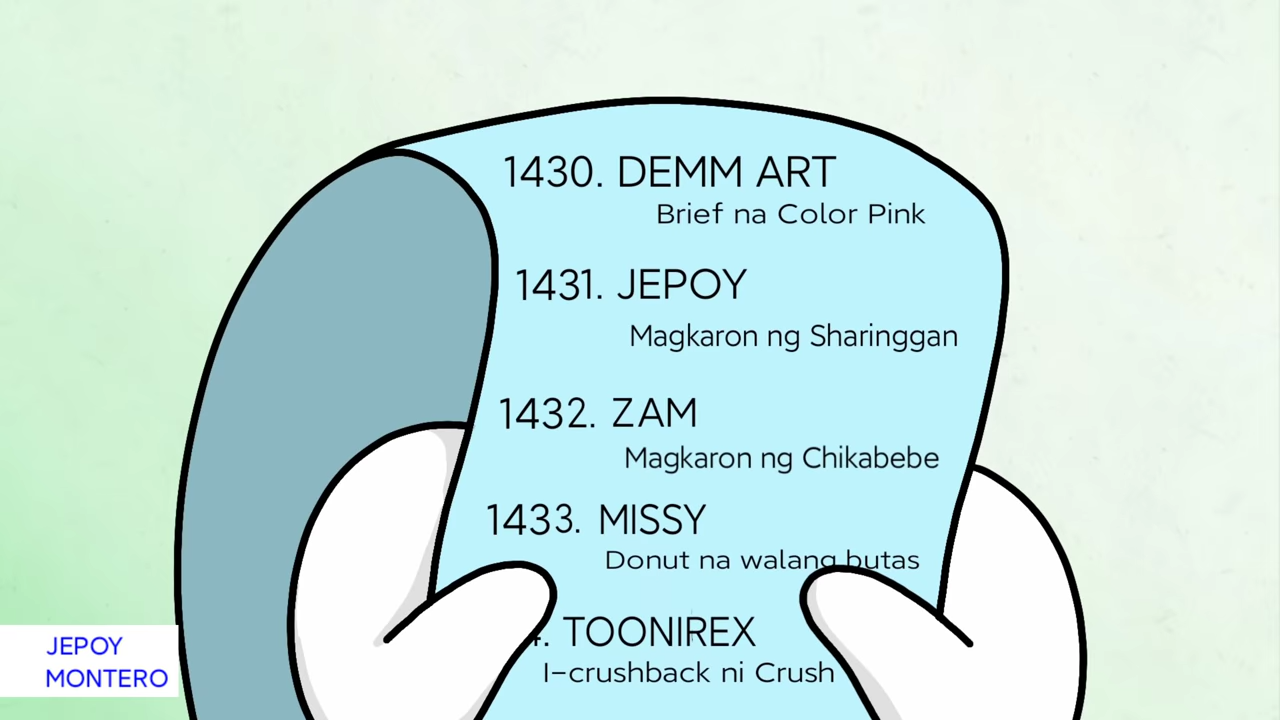 1430. DEMM ART
Brief na Color Pink
1431. JEPOY
Magkaron ng Sharinggan
1432. ZAM
Magkaron ng Chikabebe
1433. MISSY
Donut na walang butas
4. TOONIREX
I-crushback ni Crush
JEPOY
MONTERO